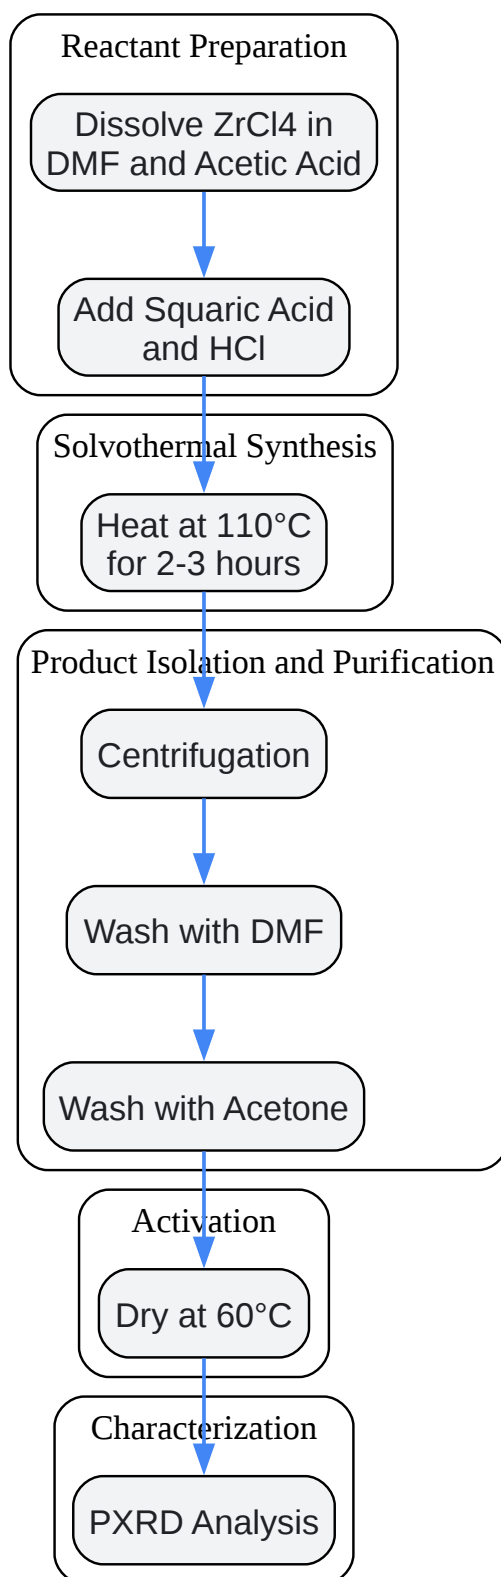 Reactant Preparation
Dissolve ZrCl4 in
DMF and Acetic Acid
Add Squaric Acid
and HCl
Solvothermal Synthesis
Heat at 110°C
for 2-3 hours
Product Isolation and Purification
Centrifugation
Wash with DMF
Wash with Acetone
Activation
Dry at 60°C
Characterization
PXRD Analysis